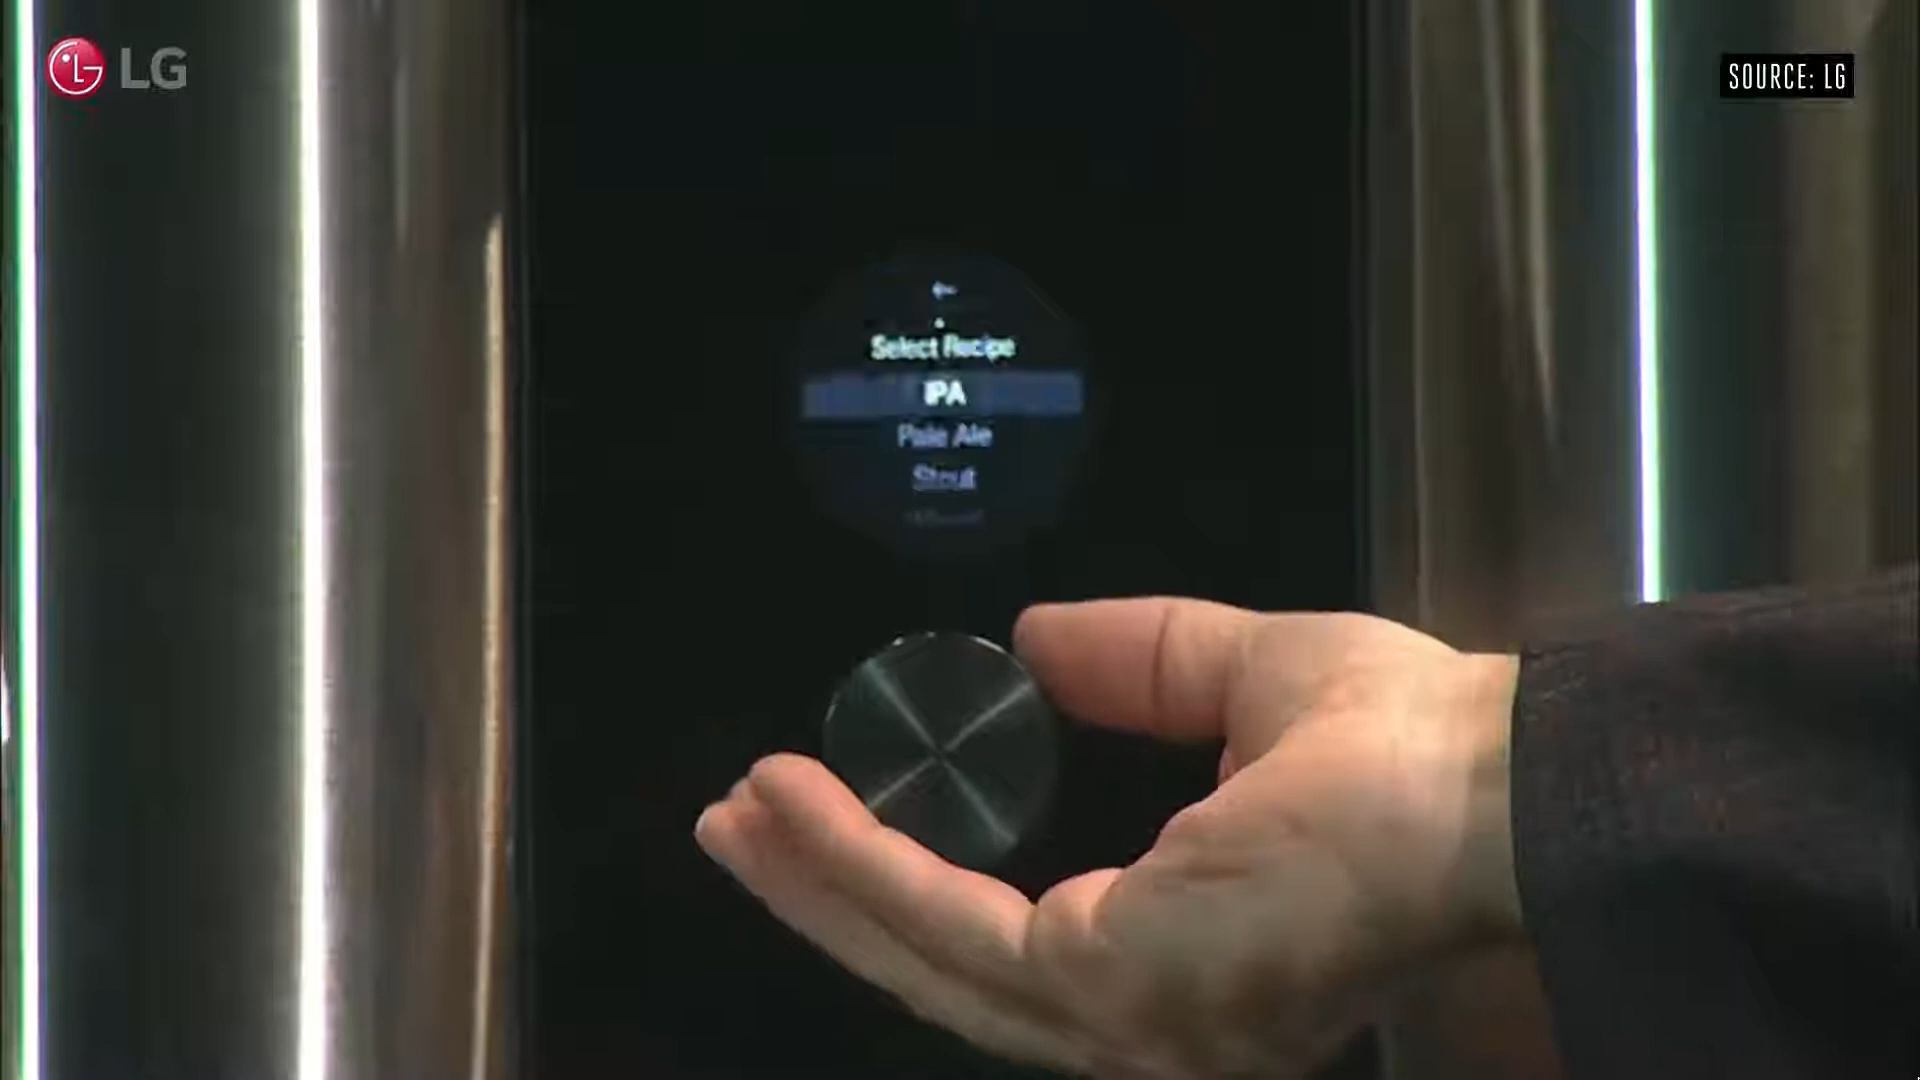 LG
SOURCE: LG
Select Recipe
IPA
Pale Ale
Stout